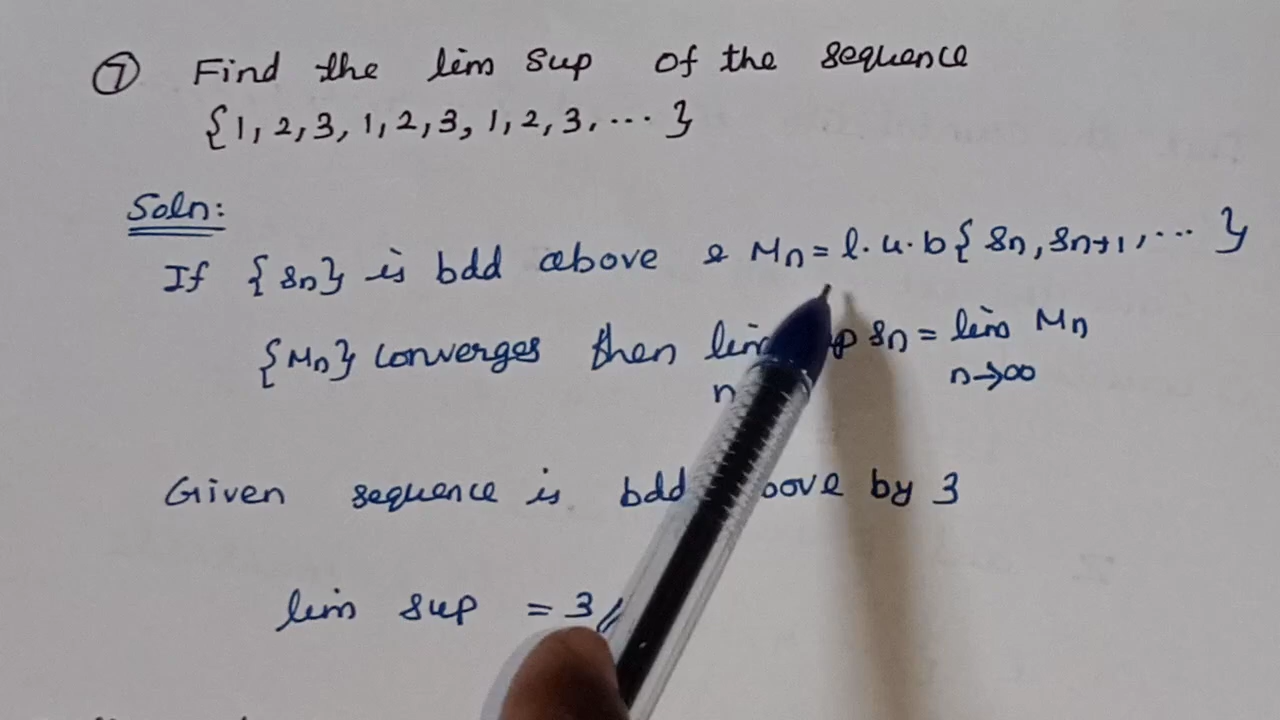 ⑦ Find the lim sup of the sequence
{1, 2, 3, 1, 2, 3, 1, 2, 3, ... }
Soln:
If {Sn} is bdd above & Mn = l.u.b {Sn, Sn+1, ... }
{Mn} converges then Sn = lim Mn
n n→∞
Given sequence is bdd by 3
lim sup = 3//